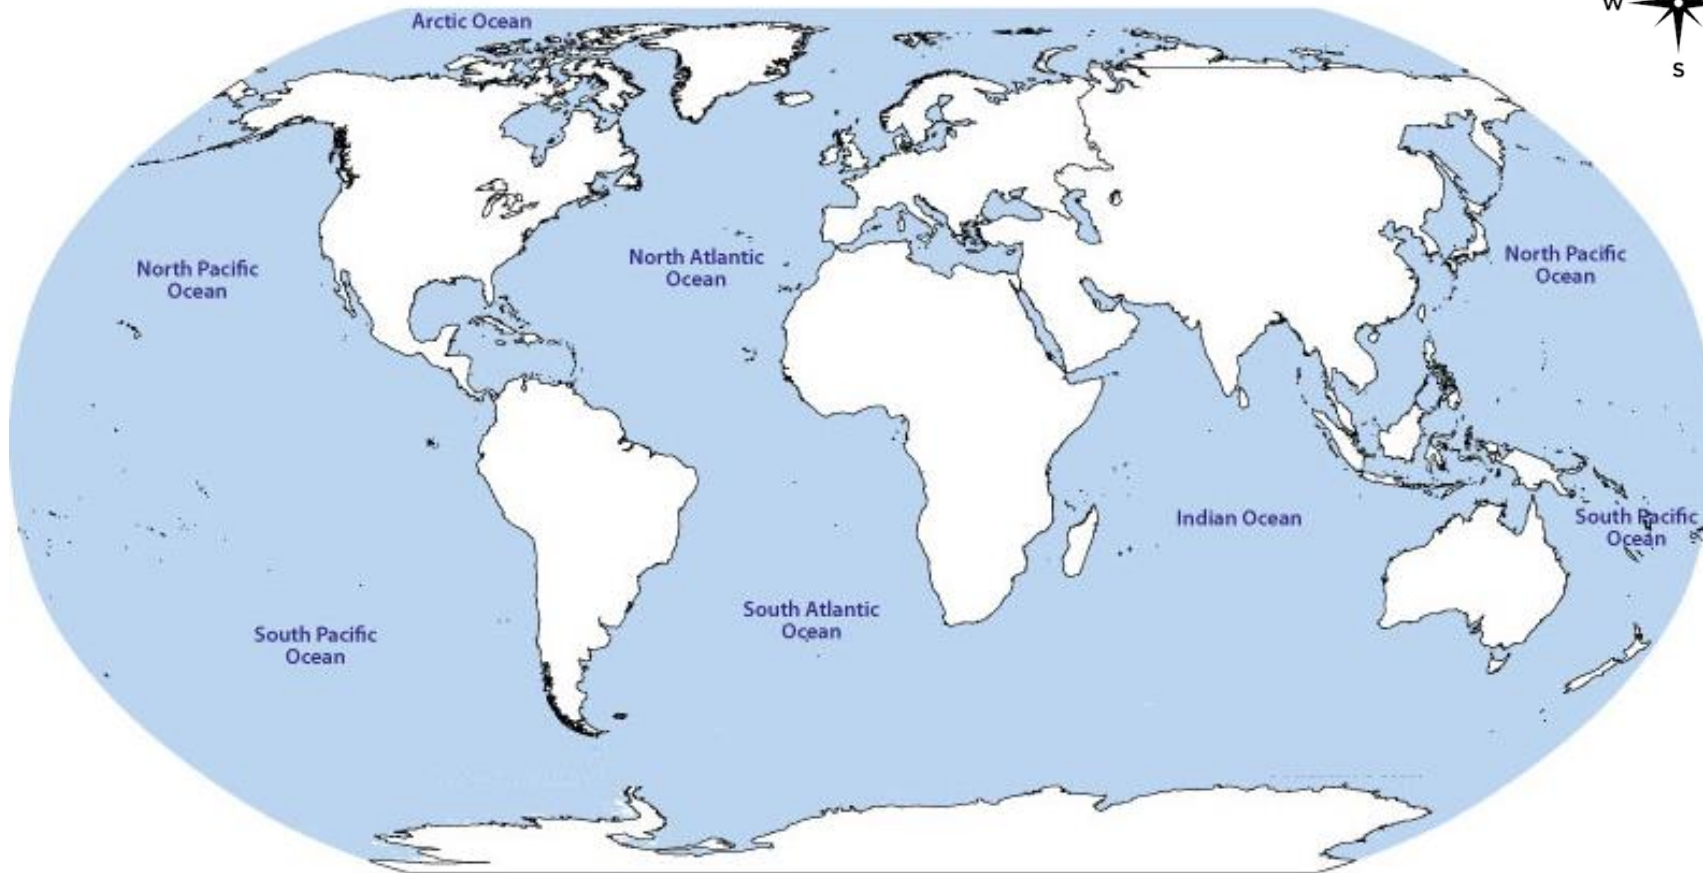 Arctic Ocean
W
S
North Pacific
Ocean
North Atlantic
Ocean
North Pacific
Ocean
Indian Ocean
South Pacific
Ocean
South Atlantic
Ocean
South Pacific
Ocean